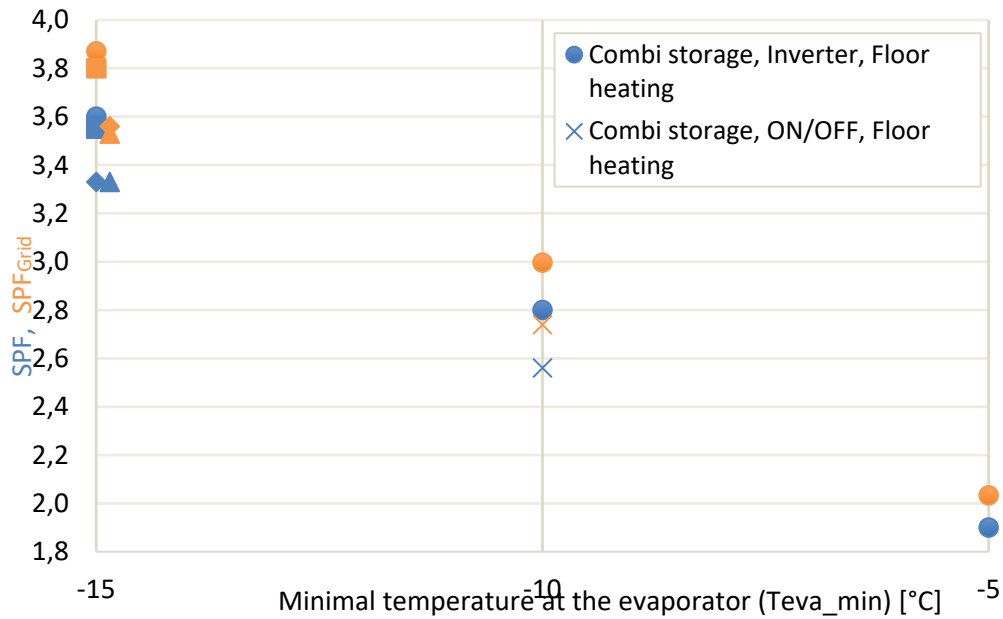 4,0
3,8
3,6
3,4
3,2
3,0
2,8
2,6
2,4
2,2
2,0
1,8
SPF, SPFGrid
Combi storage, Inverter, Floor
heating
Combi storage, ON/OFF, Floor
heating
-15
-10
-5
Minimal temperature at the evaporator (Teva_min) [°C]